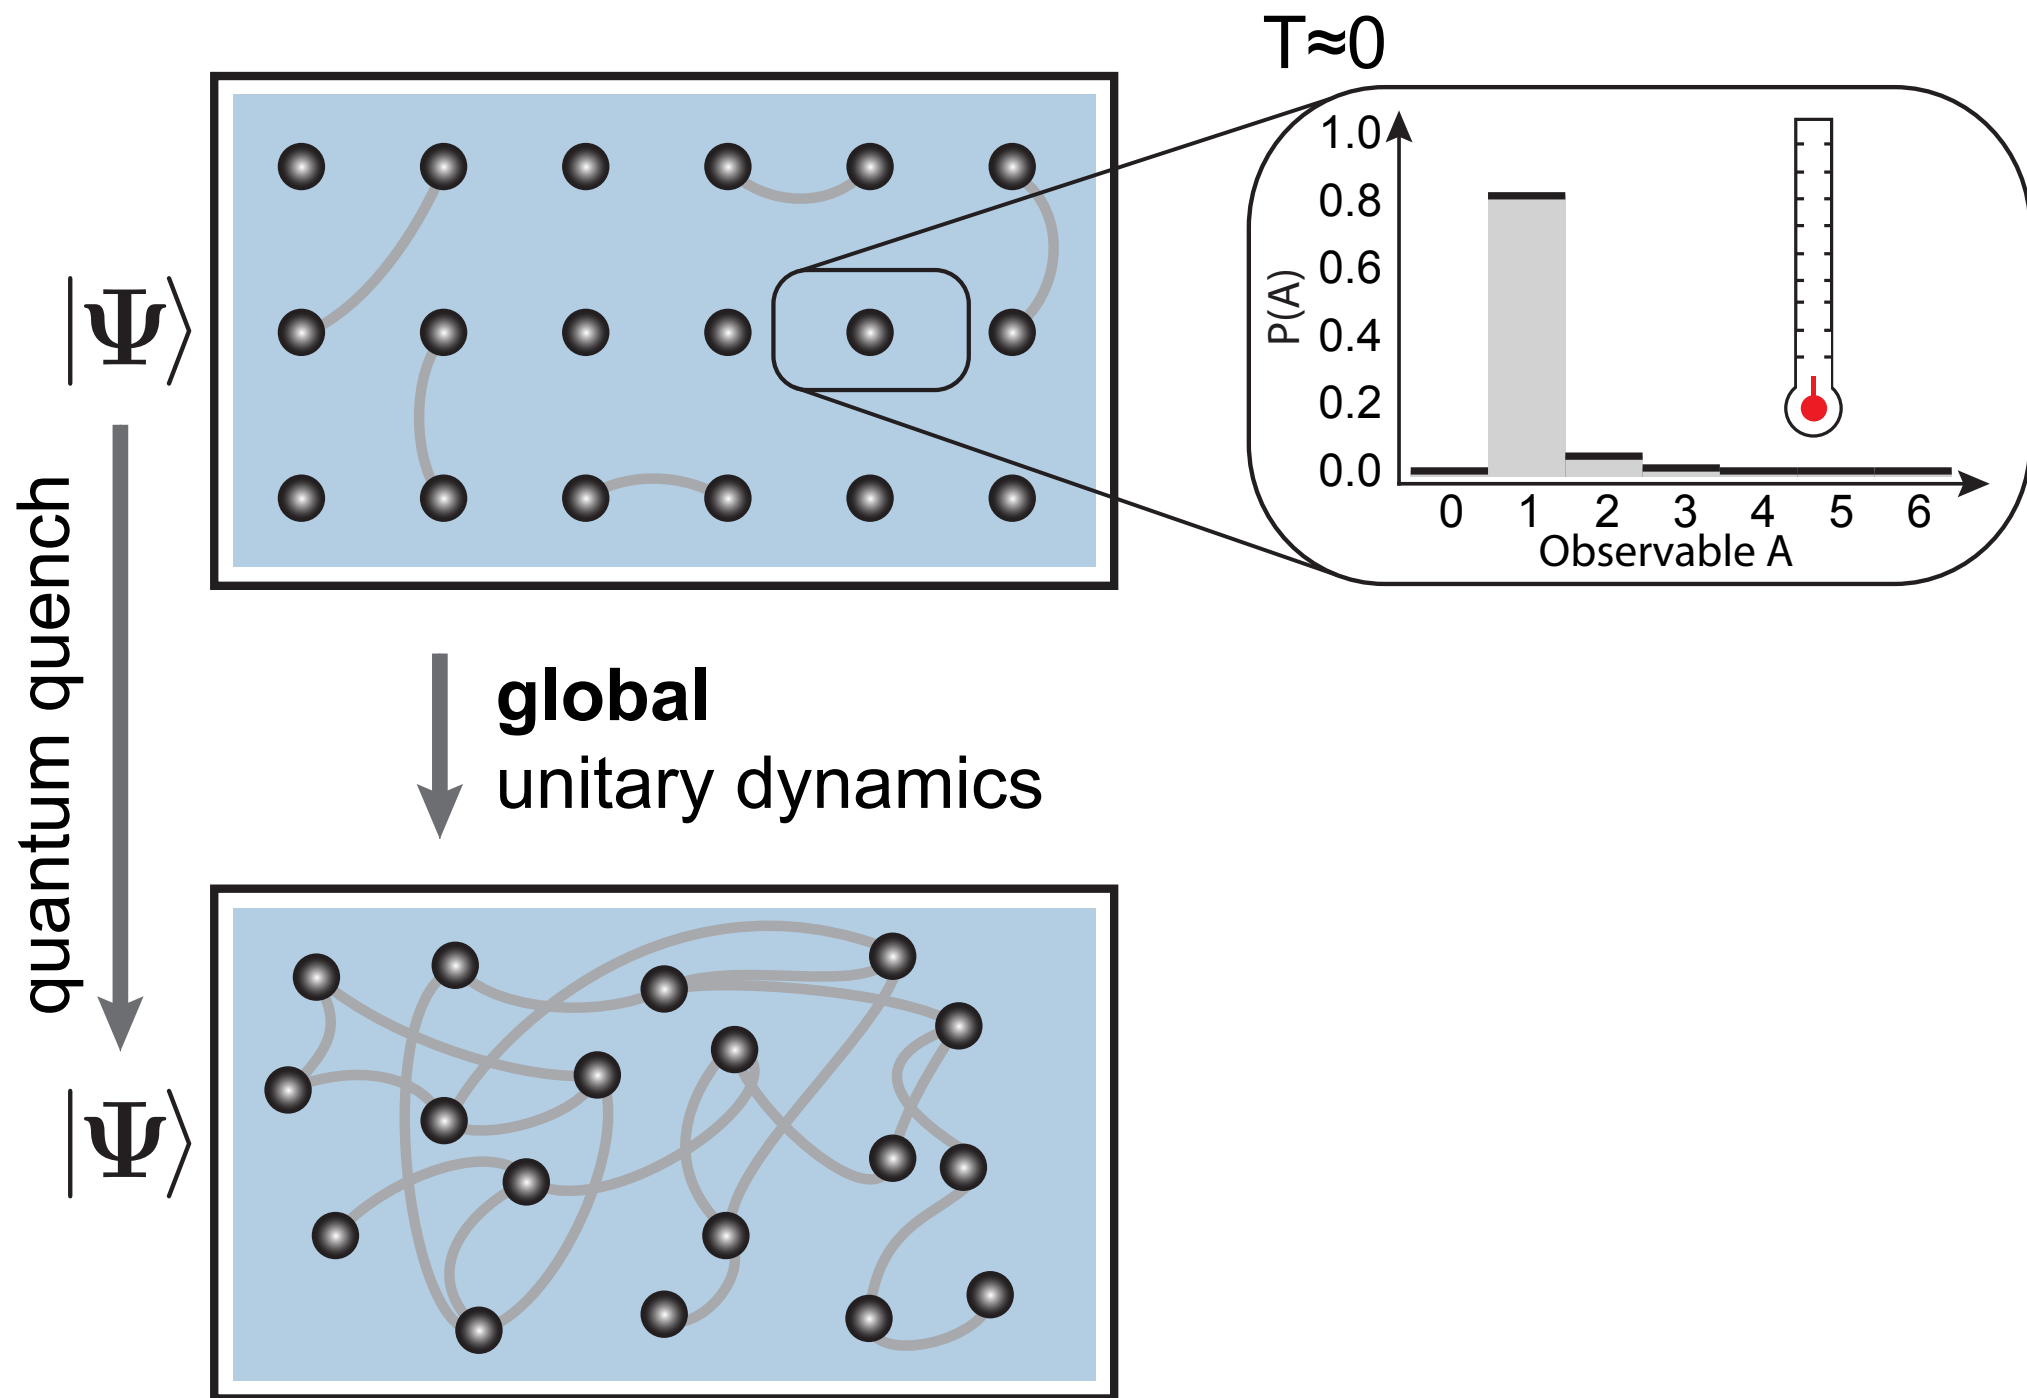 T≈0
1.0
0.8
0.6
0.4
0.2
0.0
P(A)
0 1 2 3 4 5 6
Observable A
|Ψ⟩
quantum quench
global
unitary dynamics
|Ψ⟩